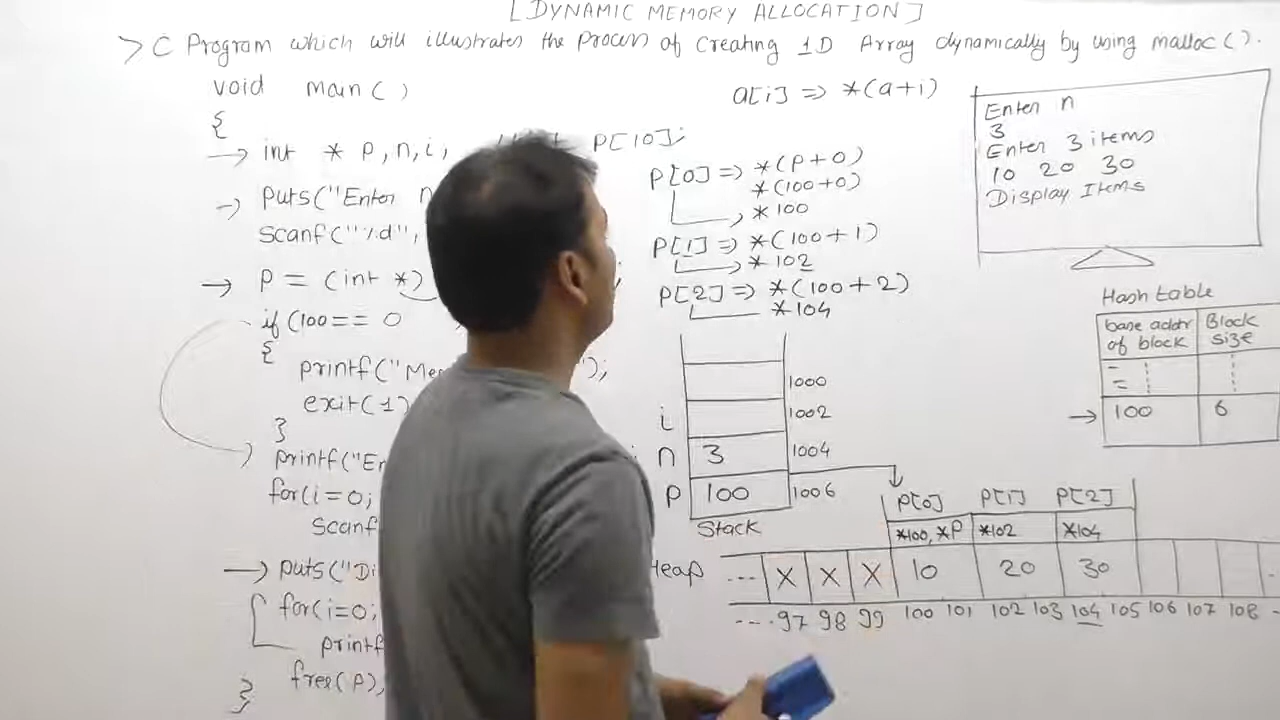 [DYNAMIC MEMORY ALLOCATION]
> C Program which will illustrates the process of creating 1D Array dynamically by using malloc().
void main()
{
→ int * p,n,i, P[10];
→ puts("Enter n
scanf("%d",
→ p = (int *) ;
if (100== 0
{
printf("Me ");
exit(1)
}
printf("En
for(i=0;
scanf
→ puts("Di
for(i=0;
printf
free(p),
}
a[i] => *(a+i)
P[0] => *(P+0)
*(100+0)
*100
P[1] => *(100+1)
*102
P[2] => *(100+2)
*104
1000
i 1002
n 3 1004
p 100 1006
Stack
Enter n
3
Enter 3 items
10 20 30
Display Items
Hash table
base addr of block Block size
100 6
P[0] P[1] P[2]
*100, *P *102 *104
Heap --- X X X 10 20 30
---- 97 98 99 100 101 102 103 104 105 106 107 108 -